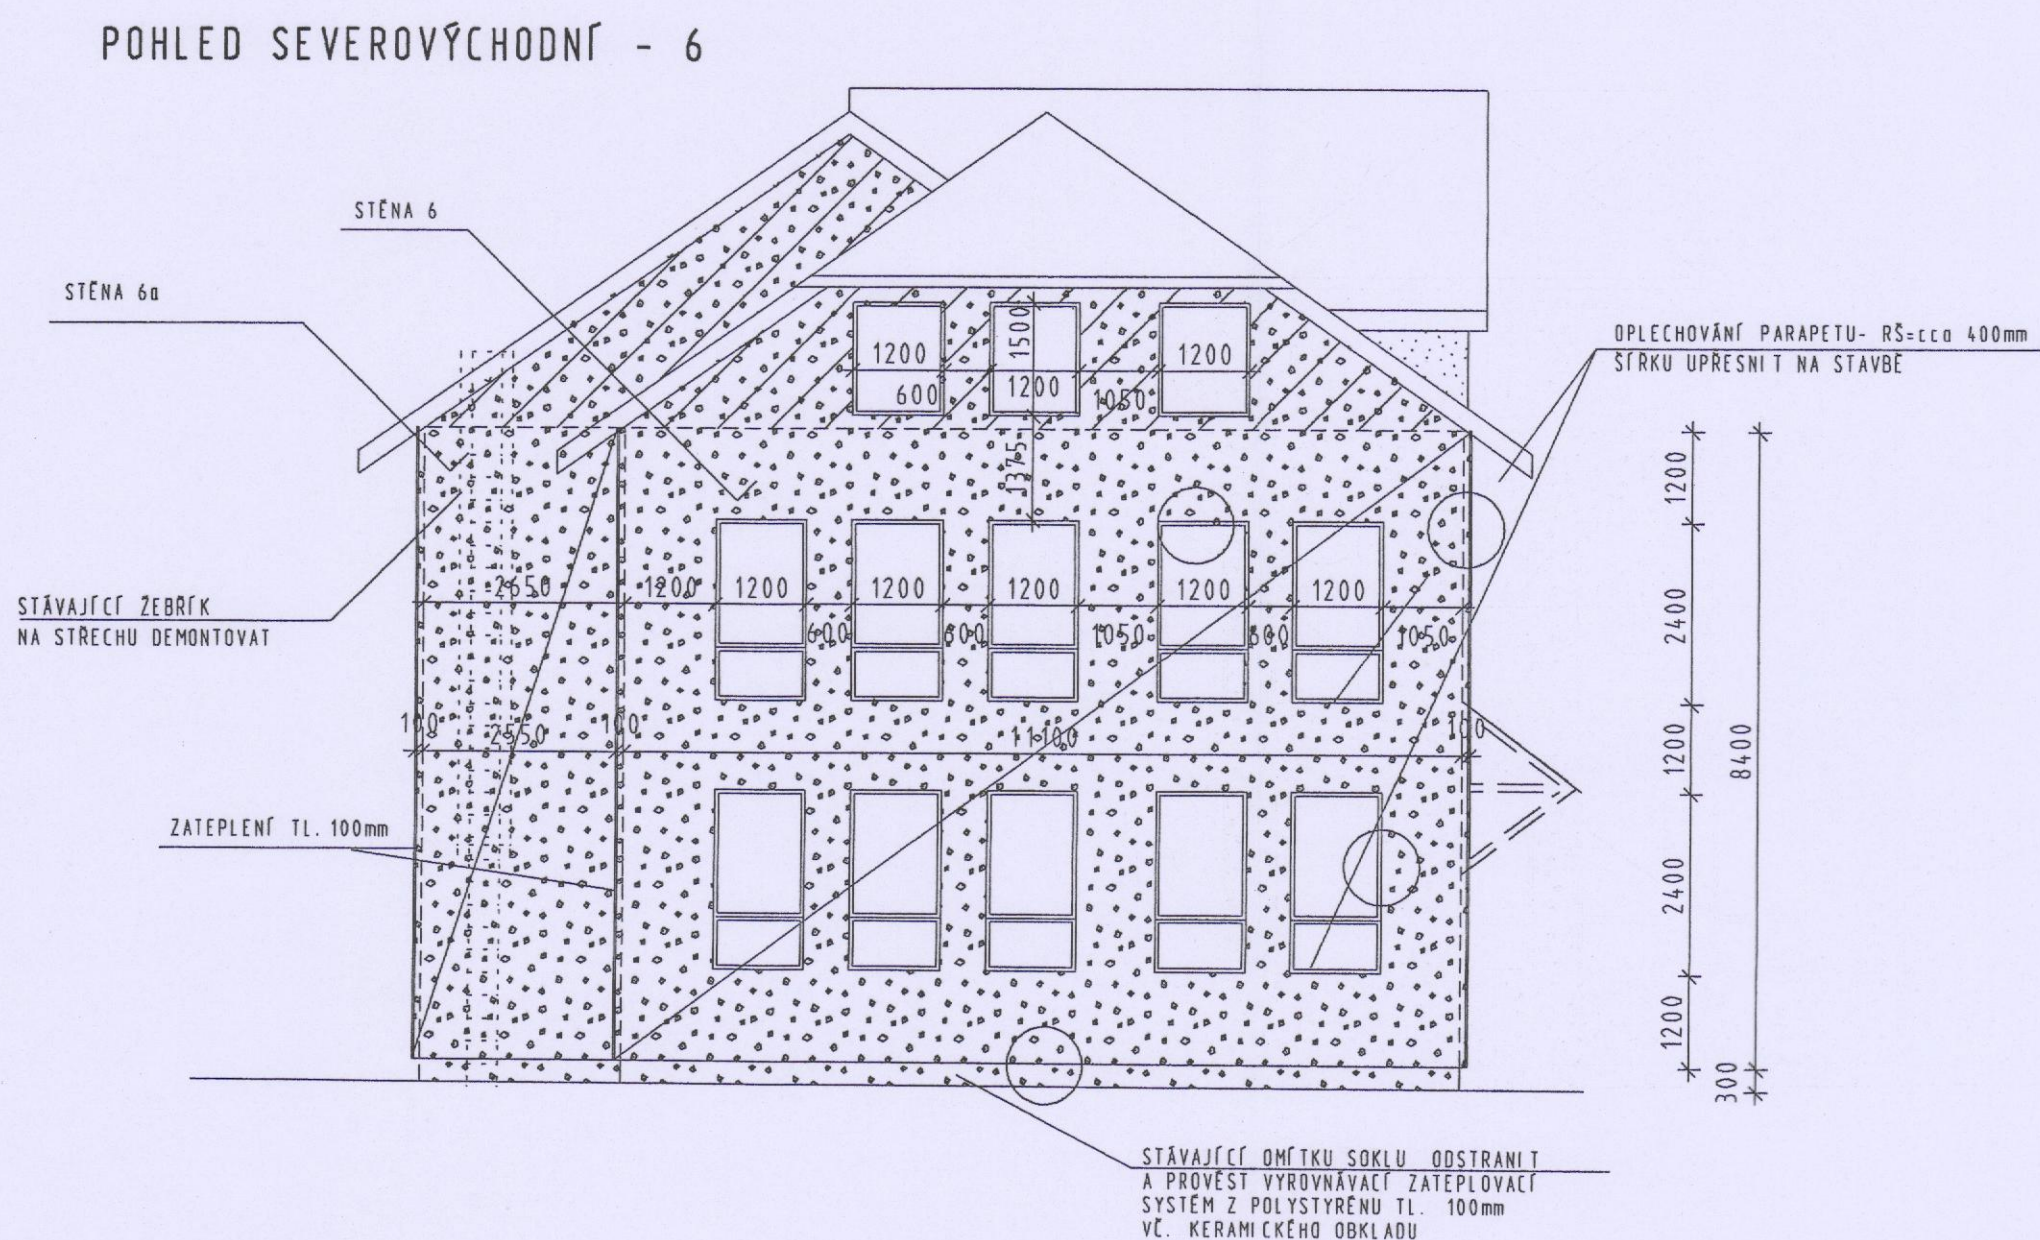 POHLED SEVEROVÝCHODNÍ - 6
STĚNA 6
STĚNA 6a
OPLECHOVÁNÍ PARAPETU- RŠ=cca 400mm
ŠÍŘKU UPŘESNIT NA STAVBĚ
1200
1500
1200
600
1200
1050
1375
1200
STÁVAJÍCÍ ŽEBŘÍK
NA STŘECHU DEMONTOVAT
2650
1200
1200
1200
1200
1200
1200
2400
600
600
1050
600
1050
100
2550
100
11100
100
1200
8400
ZATEPLENÍ TL. 100mm
2400
1200
300
STÁVAJÍCÍ OMÍTKU SOKLU ODSTRANIT
A PROVÉST VYROVNÁVACÍ ZATEPLOVACÍ
SYSTÉM Z POLYSTYRÉNU TL. 100mm
VČ. KERAMICKÉHO OBKLADU